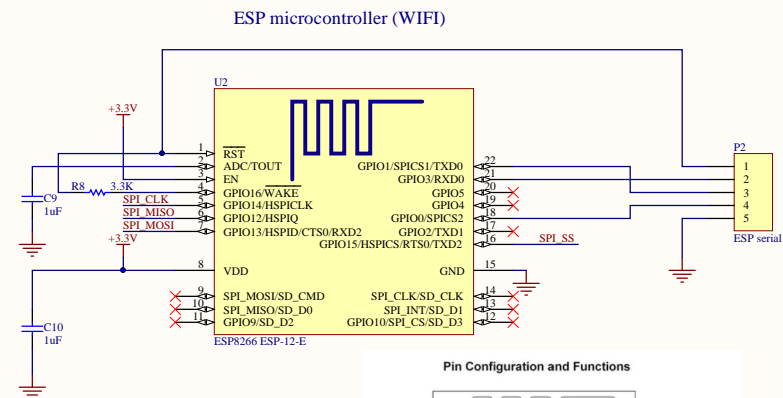 ESP microcontroller (WIFI)
U2
+3.3V
1 RST
2 ADC/TOUT
3 EN
4 GPIO16/WAKE
5 GPIO14/HSPICLK
6 GPIO12/HSPIQ
7 GPIO13/HSPID/CTS0/RXD2
8 VDD
9 SPI_MOSI/SD_CMD
10 SPI_MISO/SD_D0
11 GPIO9/SD_D2
GPIO1/SPICS1/TXD0 22
GPIO3/RXD0 21
GPIO5 20
GPIO4 19
GPIO0/SPICS2 18
GPIO2/TXD1 17
GPIO15/HSPICS/RTS0/TXD2 16
GND 15
SPI_CLK/SD_CLK 14
SPI_INT/SD_D1 13
GPIO10/SPI_CS/SD_D3 12
ESP8266 ESP-12-E
R8 3.3K
C9
1uF
SPI_CLK
SPI_MISO
SPI_MOSI
+3.3V
C10
1uF
SPI_SS
P2
1
2
3
4
5
ESP serial
Pin Configuration and Functions